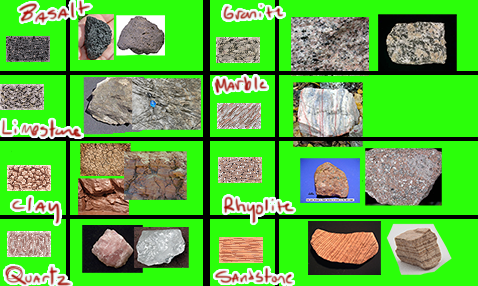 Basalt
Granite
Limestone
Marble
Clay
Rhyolite
Quartz
Sandstone